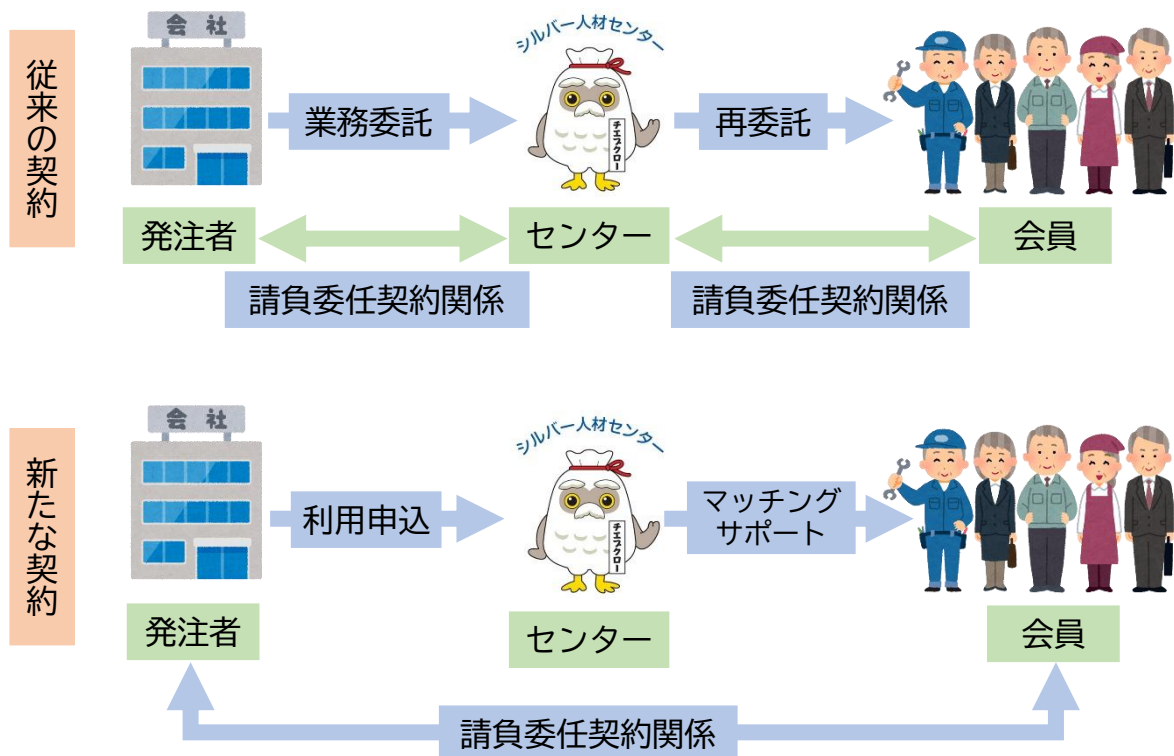 従来の契約
会社
シルバー人材センター
チエブクロー
業務委託
再委託
発注者
センター
会員
請負委任契約関係
請負委任契約関係
新たな契約
会社
シルバー人材センター
チエブクロー
利用申込
マッチング
サポート
発注者
センター
会員
請負委任契約関係